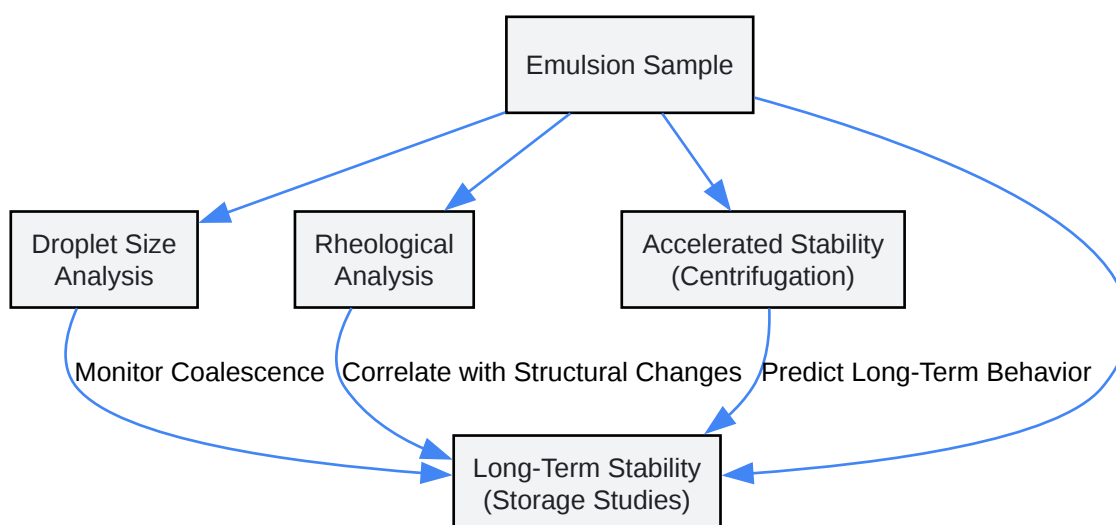 Emulsion Sample
Droplet Size
Analysis
Rheological
Analysis
Accelerated Stability
(Centrifugation)
Monitor Coalescence
Correlate with Structural Changes
Predict Long-Term Behavior
Long-Term Stability
(Storage Studies)